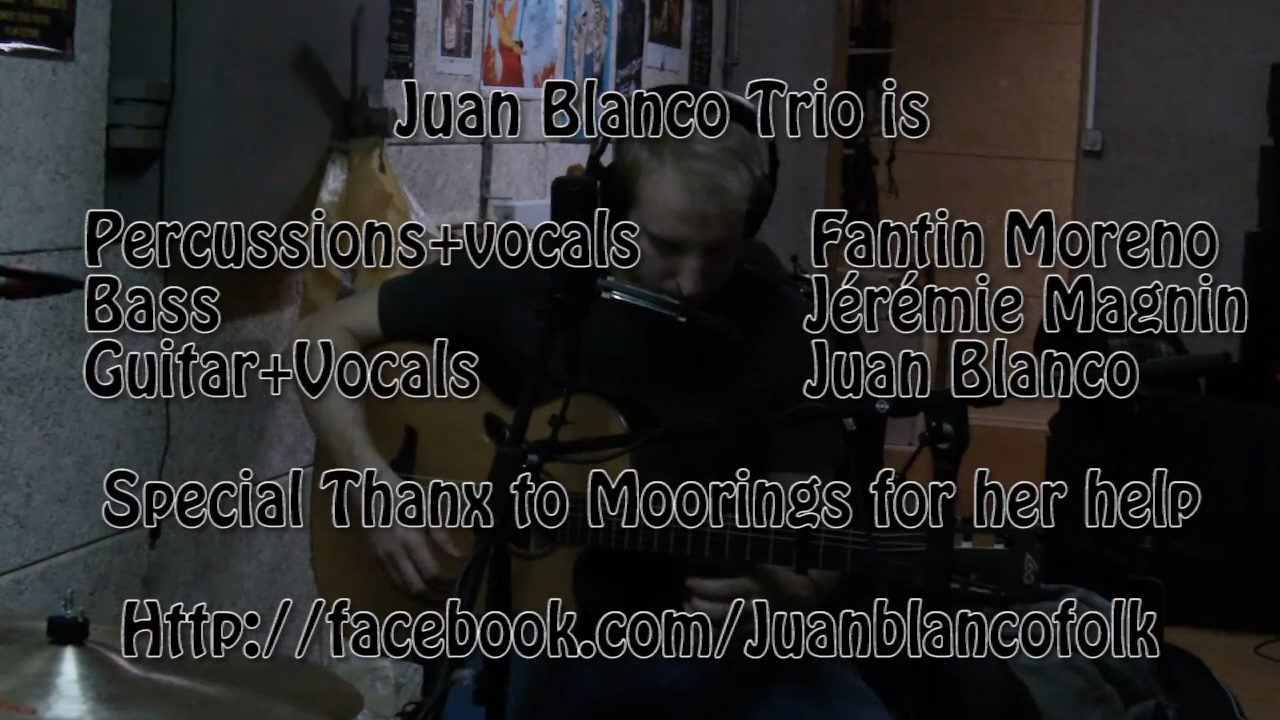 Juan Blanco Trio is
Percussions+vocals Fantin Moreno
Bass Jérémie Magnin
Guitar+Vocals Juan Blanco
Special Thanx to Moorings for her help
Http://facebook.com/Juanblancofolk